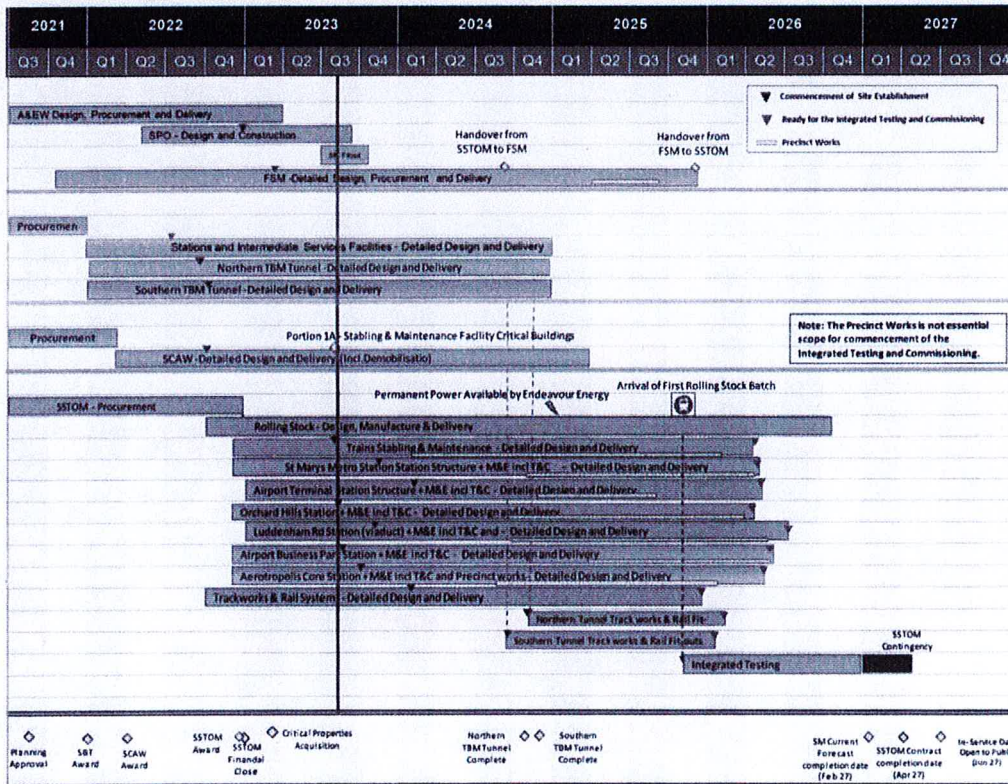 2021 2022 2023 2024 2025 2026 2027
Q3 Q4 Q1 Q2 Q3 Q4 Q1 Q2 Q3 Q4 Q1 Q2 Q3 Q4 Q1 Q2 Q3 Q4 Q1 Q2 Q3 Q4 Q1 Q2 Q3 Q4
Commencement of Site Establishment
Ready for the Integrated Testing and Commissioning
Precinct Works
A&EW Design, Procurement and Delivery
SPO - Design and Construction
Handover from
SSTOM to FSM
Handover from
FSM to SSTOM
FSM -Detailed Design, Procurement and Delivery
Procuremen
Stations and Intermediate Services Facilities - Detailed Design and Delivery
Northern TBM Tunnel -Detailed Design and Delivery
Southern TBM Tunnel -Detailed Design and Delivery
Procurement
Portion 1A - Stabling & Maintenance Facility Critical Buildings
SCAW -Detailed Design and Delivery (Incl.Demobilisatio)
Note: The Precinct Works is not essential
scope for commencement of the
Integrated Testing and Commissioning.
SSTOM - Procurement
Permanent Power Available by Endeavour Energy
Arrival of First Rolling Stock Batch
Rolling Stock - Design, Manufacture & Delivery
Trains Stabling & Maintenance - Detailed Design and Delivery
St Marys Metro Station Station Structure + M&E incl T&C - Detailed Design and Delivery
Airport Terminal Station Structure + M&E incl T&C - Detailed Design and Delivery
Orchard Hills Station + M&E incl T&C - Detailed Design and Delivery
Luddenham Rd Station (viaduct) + M&E incl T&C and - Detailed Design and Delivery
Airport Business Par Station + M&E incl T&C - Detailed Design and Delivery
Aerotropolis Core Station + M&E incl T&C and Precinct works - Detailed Design and Delivery
Trackworks & Rail System - Detailed Design and Delivery
Northern Tunnel Track works & Rail Fit-
Southern Tunnel Track works & Rail Fit-outs
SSTOM
Contingency
Integrated Testing
Planning
Approval
SBT
Award
SCAW
Award
SSTOM
Award
SSTOM
Financial
Close
Critical Properties
Acquisition
Northern
TBM Tunnel
Complete
Southern
TBM Tunnel
Complete
SM Current
Forecast
completion date
(Feb 27)
SSTOM Contract
completion date
(Apr 27)
In-Service Da
Open to Publ
(Jun 27)